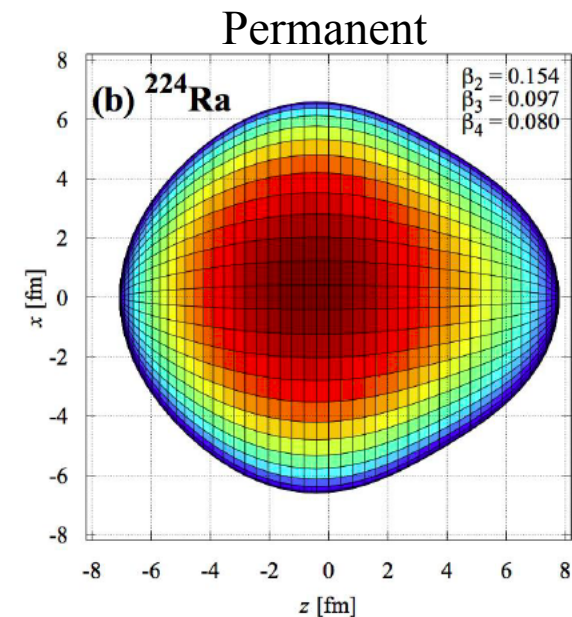 Permanent
(b) ²²⁴Ra
β₂ = 0.154
β₃ = 0.097
β₄ = 0.080
8
6
4
2
0
-2
-4
-6
-8
x [fm]
-8 -6 -4 -2 0 2 4 6 8
z [fm]